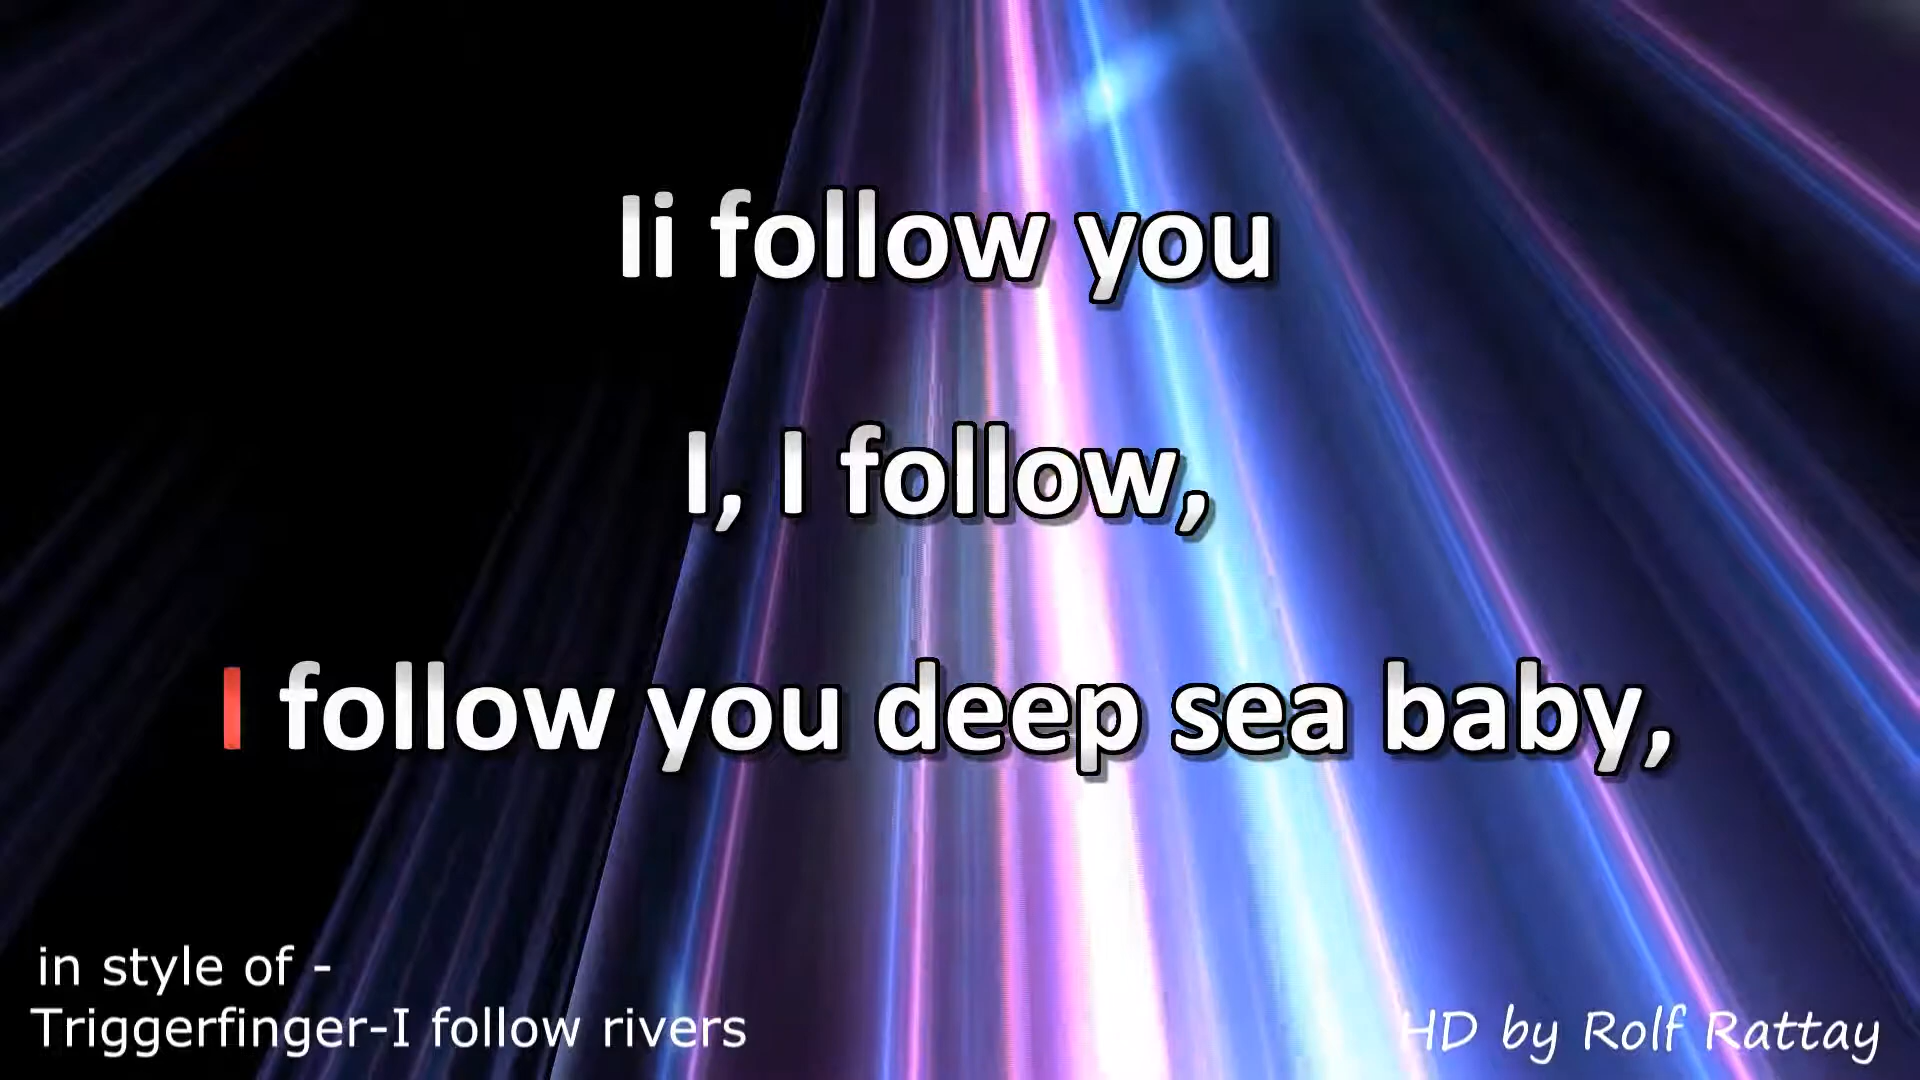 Ii follow you
I, I follow,
I follow you deep sea baby,
in style of -
Triggerfinger-I follow rivers
HD by Rolf Rattay